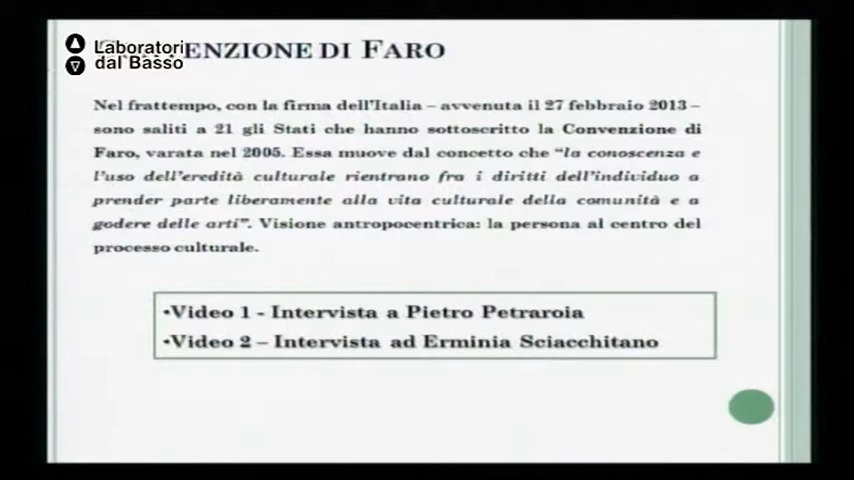 Laboratori
dal Basso
ENZIONE DI FARO
Nel frattempo, con la firma dell'Italia – avvenuta il 27 febbraio 2013 –
sono saliti a 21 gli Stati che hanno sottoscritto la Convenzione di
Faro, varata nel 2005. Essa muove dal concetto che "la conoscenza e
l'uso dell'eredità culturale rientrano fra i diritti dell'individuo a
prender parte liberamente alla vita culturale della comunità e a
godere delle arti". Visione antropocentrica: la persona al centro del
processo culturale.
•Video 1 - Intervista a Pietro Petraroia
•Video 2 – Intervista ad Erminia Sciacchitano